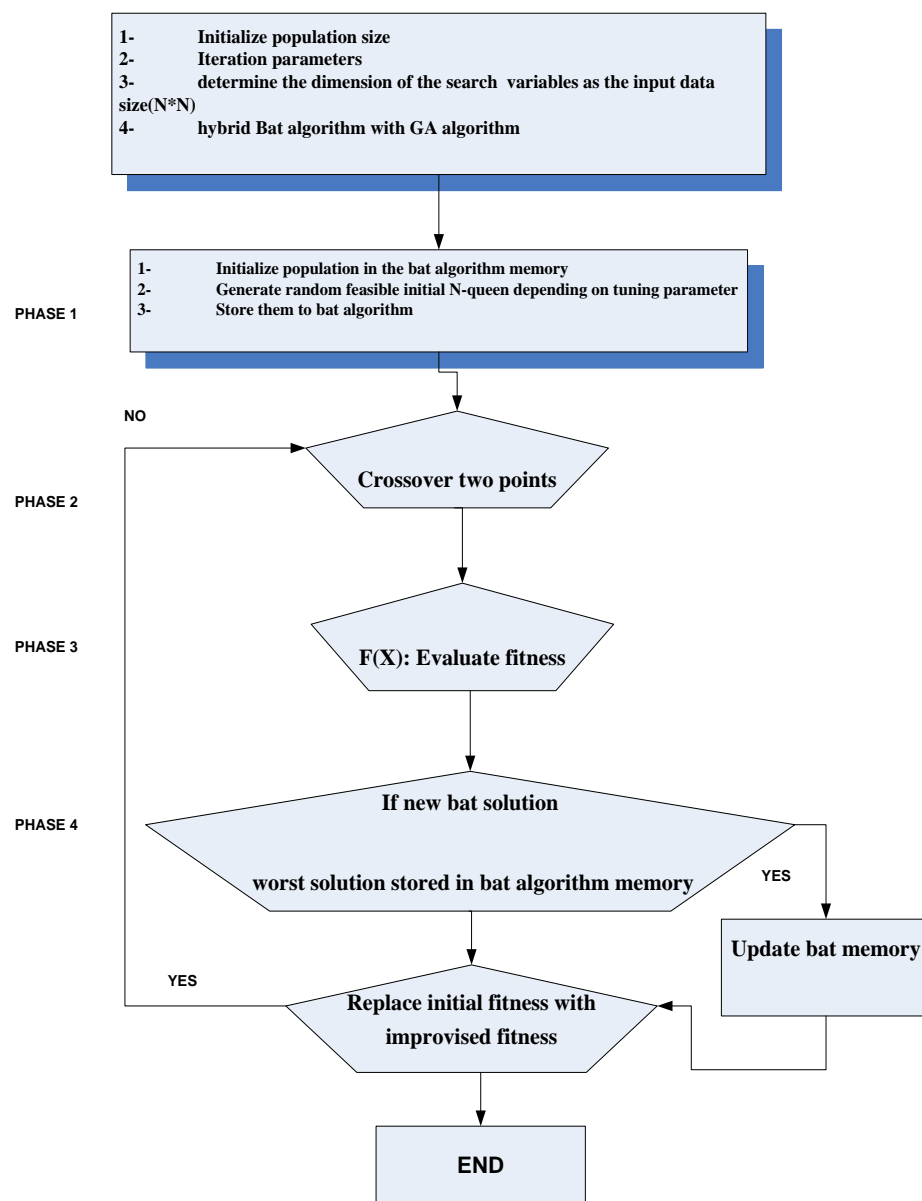 1- Initialize population size
2- Iteration parameters
3- determine the dimension of the search variables as the input data
size(N*N)
4- hybrid Bat algorithm with GA algorithm
PHASE 1
1- Initialize population in the bat algorithm memory
2- Generate random feasible initial N-queen depending on tuning parameter
3- Store them to bat algorithm
NO
PHASE 2
Crossover two points
PHASE 3
F(X): Evaluate fitness
PHASE 4
If new bat solution
worst solution stored in bat algorithm memory
YES
Update bat memory
YES
Replace initial fitness with
improvised fitness
END